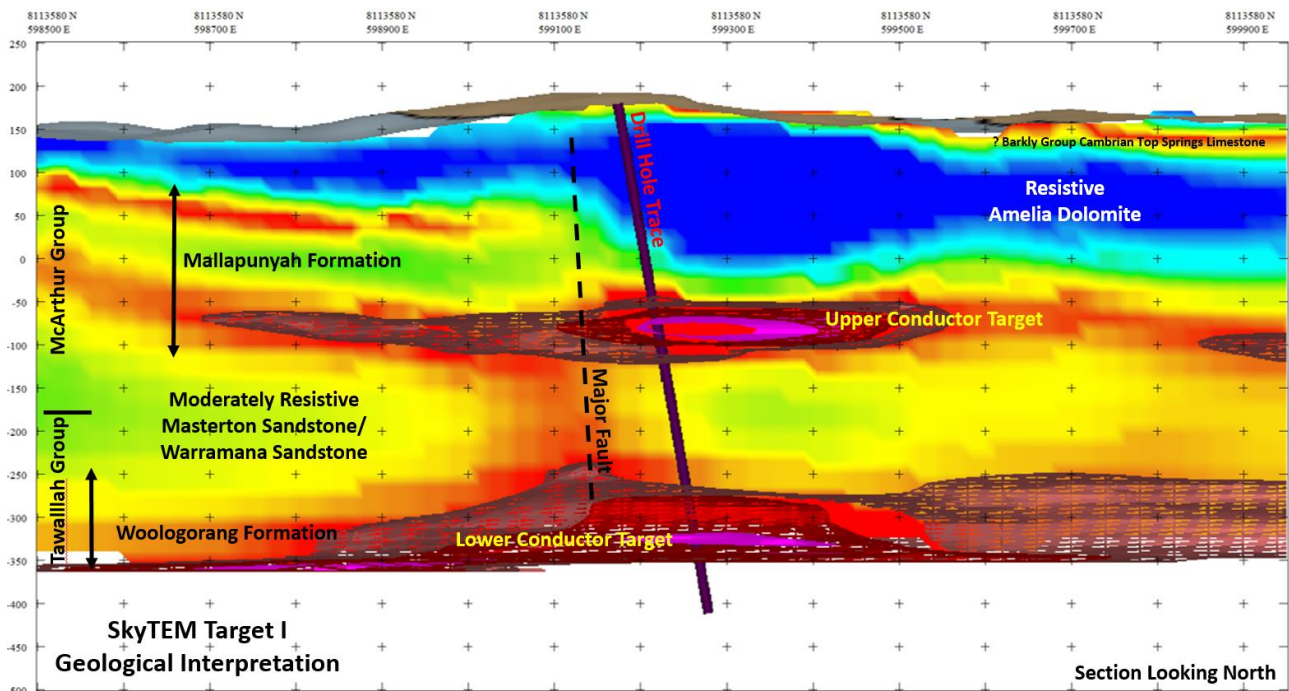 8113580 N 8113580 N 8113580 N 8113580 N 8113580 N 8113580 N 8113580 N 8113580 N
598500 E 598700 E 598900 E 599100 E 599300 E 599500 E 599700 E 599900 E
250
200
150
100
50
0
-50
-100
-150
-200
-250
-300
-350
-400
-450
-500
McArthur Group
Tawalllah Group
Mallapunyah Formation
Moderately Resistive
Masterton Sandstone/
Warramana Sandstone
Woologorang Formation
Major Fault
Drill Hole Trace
? Barkly Group Cambrian Top Springs Limestone
Resistive
Amelia Dolomite
Upper Conductor Target
Lower Conductor Target
SkyTEM Target I
Geological Interpretation
Section Looking North